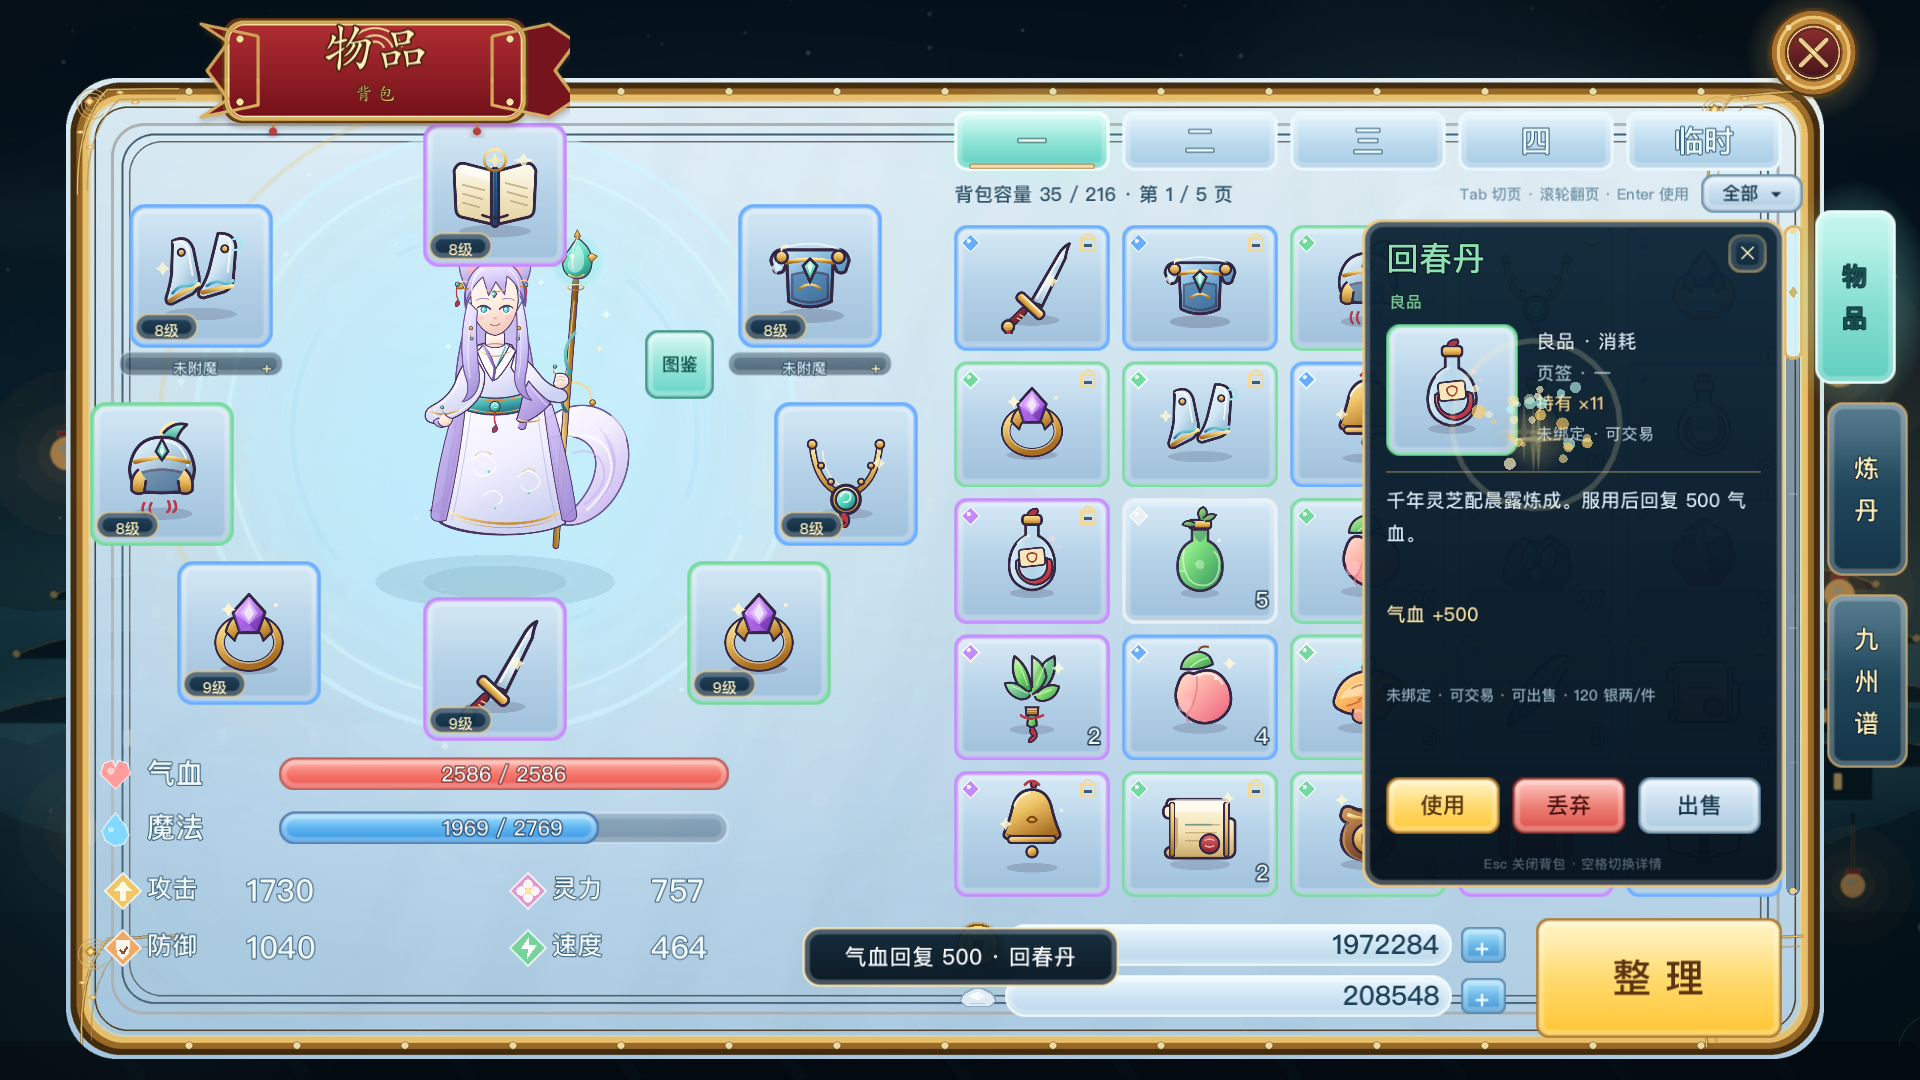 物品
背包
一
二
三
四
临时
背包容量 35 / 216 · 第 1 / 5 页
Tab 切页 · 滚轮翻页 · Enter 使用
全部
8级
8级
未附魔 +
8级
未附魔 +
图鉴
8级
8级
9级
9级
9级
5
2
4
2
回春丹
良品
良品 · 消耗
页签 · 一
持有 ×11
未绑定 · 可交易
千年灵芝配晨露炼成。服用后回复 500 气
血。
气血 +500
未绑定 · 可交易 · 可出售 · 120 银两/件
使用
丢弃
出售
Esc 关闭背包 · 空格切换详情
物品
炼丹
九州谱
气血
2586 / 2586
魔法
1969 / 2769
攻击 1730
灵力 757
防御 1040
速度 464
气血回复 500 · 回春丹
1972284
+
208548
+
整理